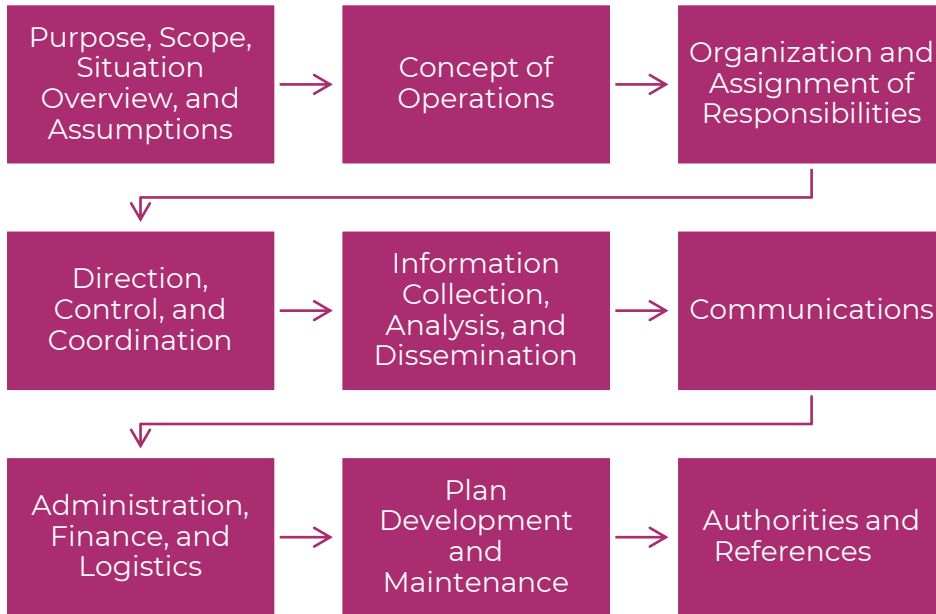 Purpose, Scope,
Situation
Overview, and
Assumptions
Concept of
Operations
Organization and
Assignment of
Responsibilities
Direction,
Control, and
Coordination
Information
Collection,
Analysis, and
Dissemination
Communications
Administration,
Finance, and
Logistics
Plan
Development
and
Maintenance
Authorities and
References